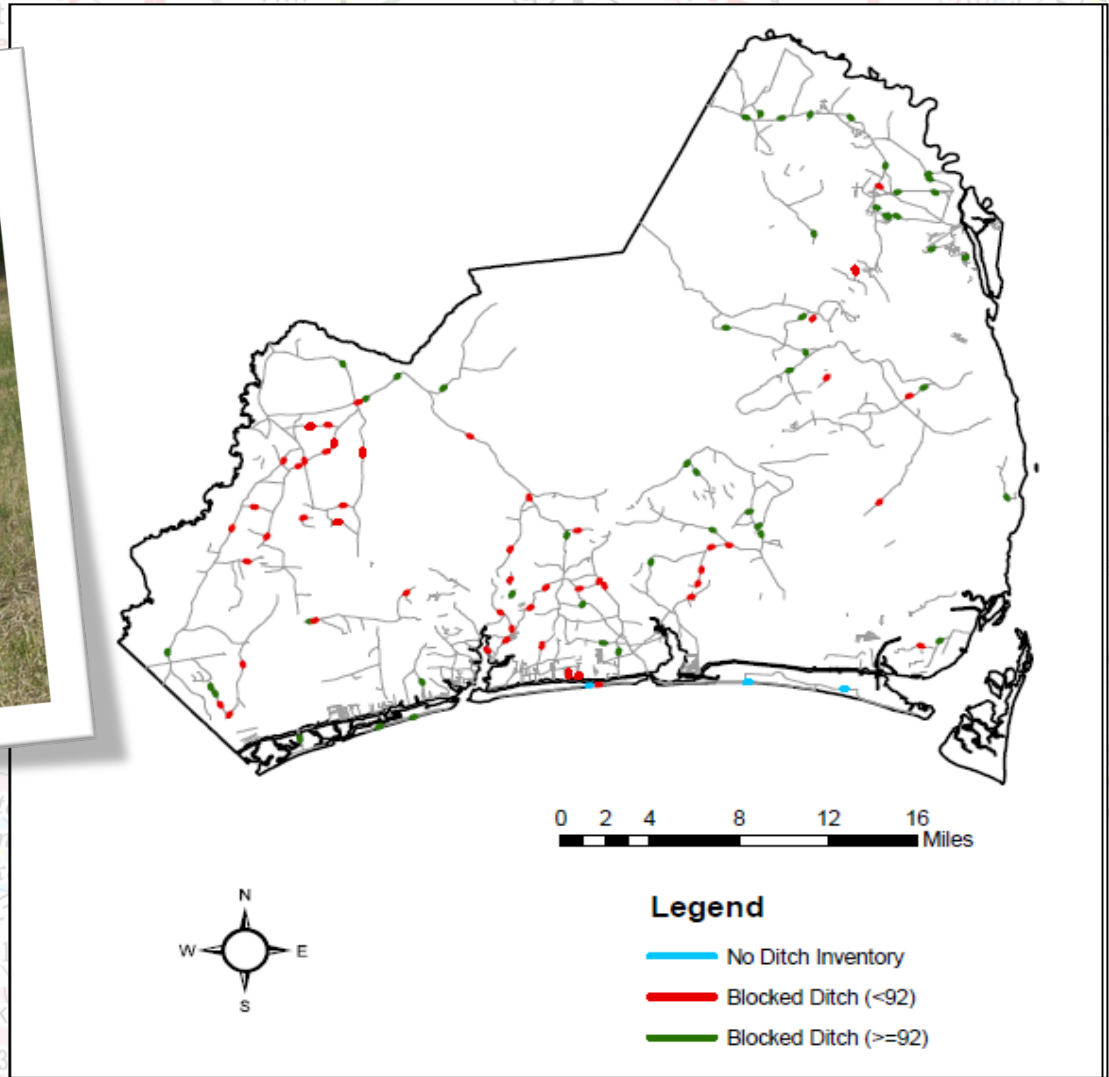 0 2 4 8 12 16
Miles
N
W E
S
Legend
No Ditch Inventory
Blocked Ditch (<92)
Blocked Ditch (>=92)